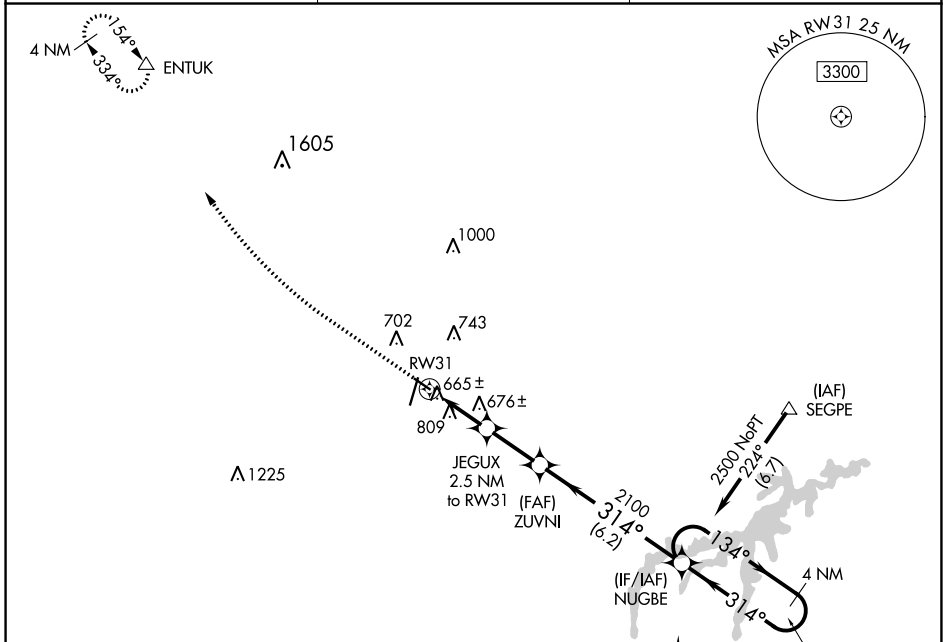 154°
4 NM
334°
ENTUK
MSA RW31 25 NM
3300
1605
1000
702
743
RW31
665±
676±
809
(IAF)
SEGPE
1225
JEGUX
2.5 NM
to RW31
(FAF)
ZUVNI
2500 NoPT
224°
(6.7)
2100
314°
(6.2)
134°
4 NM
(IF/IAF)
NUGBE
314°